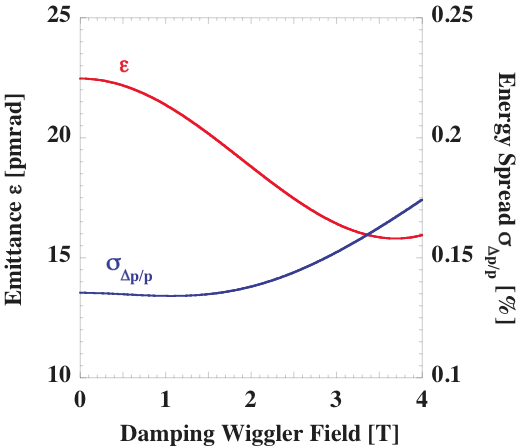 25
0.25
ε
20
0.2
Emittance ε [pmrad]
Energy Spread σ Δp/p [%]
15
0.15
σΔp/p
10
0.1
0 1 2 3 4
Damping Wiggler Field [T]